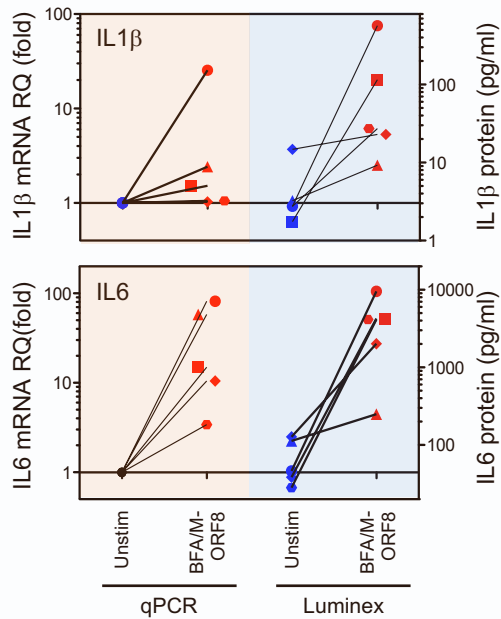 IL1β mRNA RQ (fold)
100
10
1
IL1β
100
10
1
IL1β protein (pg/ml)
IL6 mRNA RQ(fold)
100
10
1
IL6
10000
1000
100
IL6 protein (pg/ml)
Unstim
BFA/M-
ORF8
Unstim
BFA/M-
ORF8
qPCR
Luminex